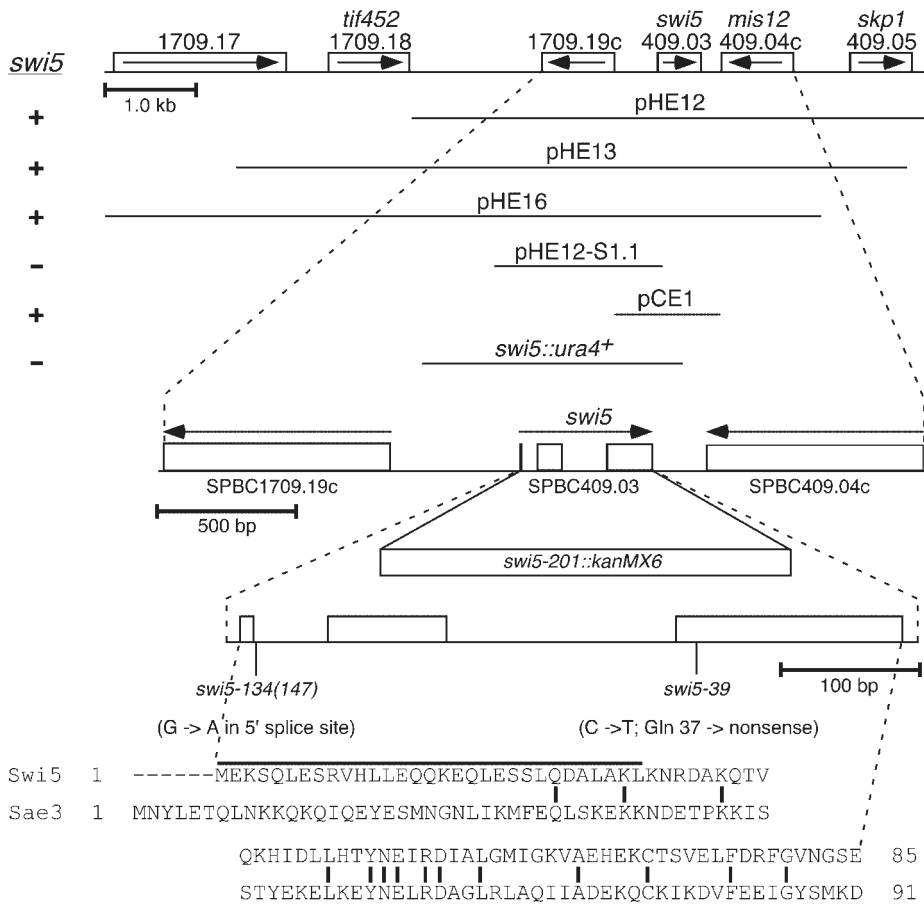 tif452 swi5 mis12 skp1
1709.17 1709.18 1709.19c 409.03 409.04c 409.05
swi5
1.0 kb
+ pHE12
+ pHE13
+ pHE16
- pHE12-S1.1
+ pCE1
- swi5::ura4+
swi5
SPBC1709.19c SPBC409.03 SPBC409.04c
500 bp
swi5-201::kanMX6
swi5-134(147) swi5-39 100 bp
(G -> A in 5' splice site) (C ->T; Gln 37 -> nonsense)
Swi5 1 ------MEKSQLESRVHLLEQQKEQLESSLQDALAKLKNRDAKQTV
Sae3 1 MNYLETQLNKKQKQIQEYESMNGNLIKMFEQLSKEKKNDETPKKIS
QKHIDLLHTYNEIRDIALGMIGKVAEHEKCTSVELFDRFGVNGSE 85
STYEKELKEYNELRDAGLRLAQIIADEKQCKIKDVFEEIGYSMKD 91